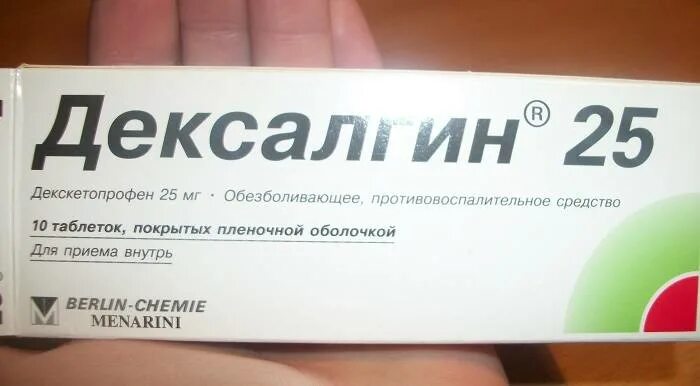 Дексалгин® 25
Декскетопрофен 25 мг · Обезболивающее, противовоспалительное средство
10 таблеток, покрытых пленочной оболочкой
Для приема внутрь
BERLIN-CHEMIE
MENARINI